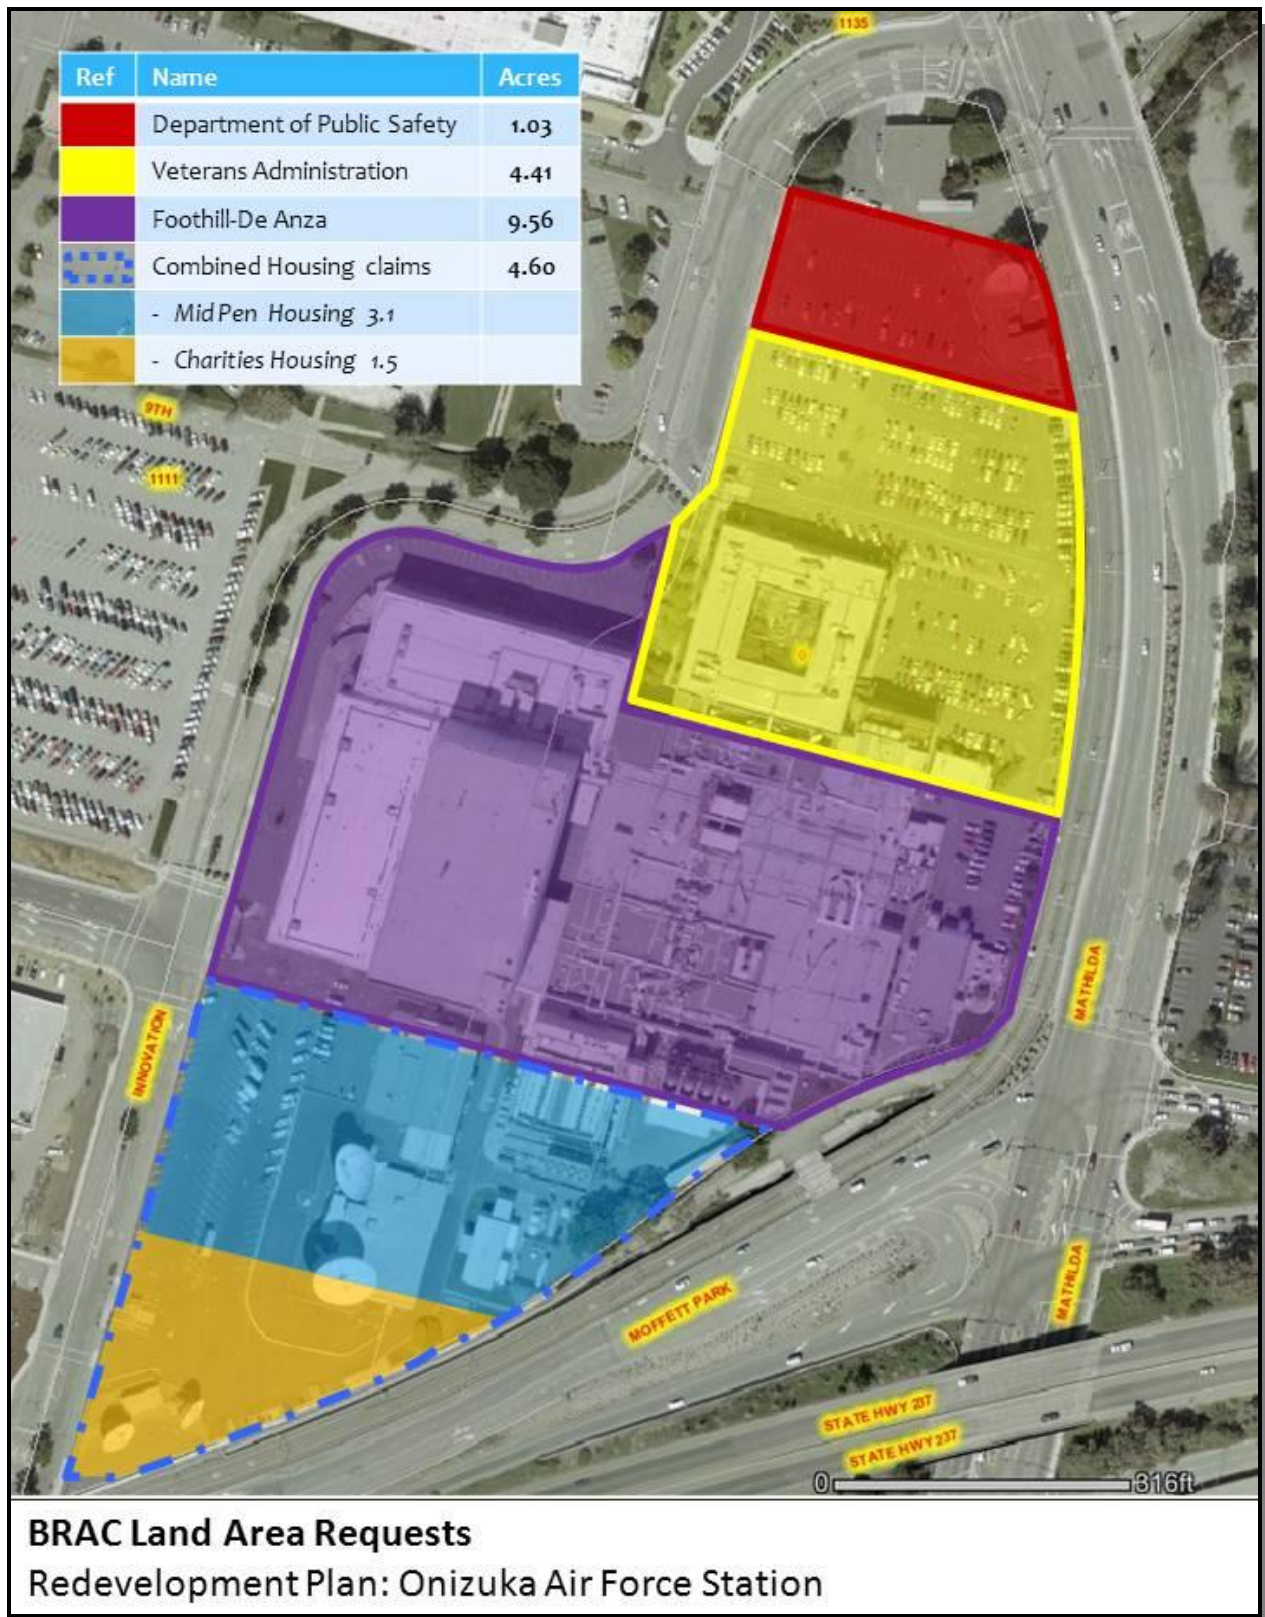 1135
Ref Name Acres
Department of Public Safety 1.03
Veterans Administration 4.41
Foothill-De Anza 9.56
Combined Housing claims 4.60
- Mid Pen Housing 3.1
- Charities Housing 1.5
9TH
1111
0
MATHILDA
INNOVATION
MATHILDA
MOFFETT PARK
STATE HWY 237
STATE HWY 237
0 316ft
BRAC Land Area Requests
Redevelopment Plan: Onizuka Air Force Station